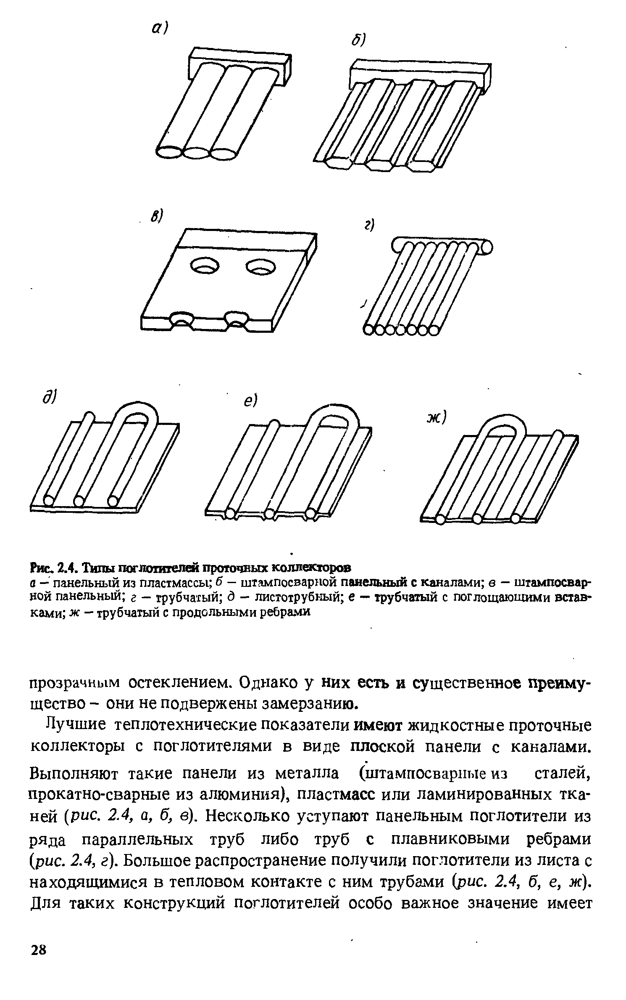 а)
б)
в)
г)
д)
е)
ж)
Рис. 2.4. Типы поглотителей проточных коллекторов
а — панельный из пластмассы; б — штампосварной панельный с каналами; в — штампосвар-
ной панельный; г — трубчатый; д — листотрубный; е — трубчатый с поглощающими встав-
ками; ж — трубчатый с продольными ребрами
прозрачным остеклением. Однако у них есть и существенное преиму-
щество — они не подвержены замерзанию.
Лучшие теплотехнические показатели имеют жидкостные проточные
коллекторы с поглотителями в виде плоской панели с каналами.
Выполняют такие панели из металла (штампосварные из сталей,
прокатно-сварные из алюминия), пластмасс или ламинированных тка-
ней (рис. 2.4, а, б, в). Несколько уступают панельным поглотители из
ряда параллельных труб либо труб с плавниковыми ребрами
(рис. 2.4, г). Большое распространение получили поглотители из листа с
находящимися в тепловом контакте с ним трубами (рис. 2.4, б, е, ж).
Для таких конструкций поглотителей особо важное значение имеет
28